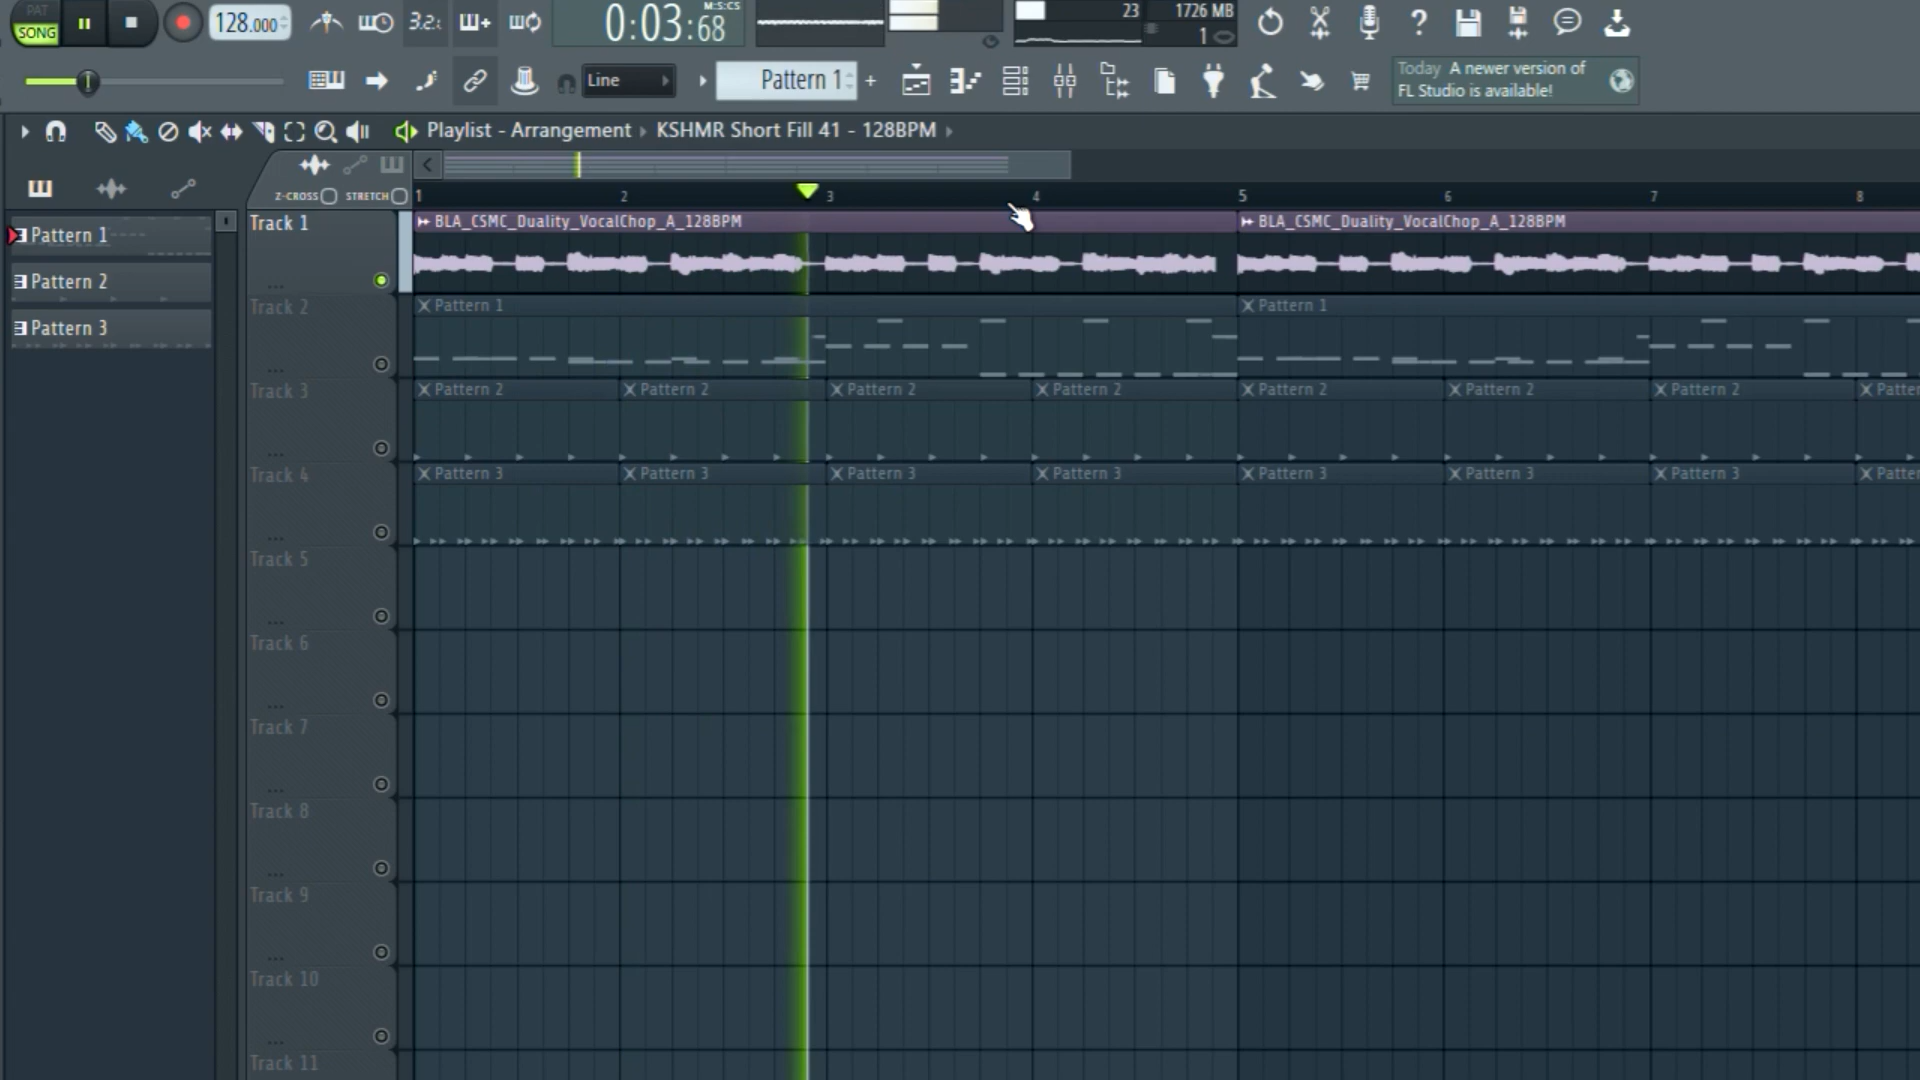 PAT
SONG
128.000
3.2.
0:03:68
M:S:CS
23
1726 MB
1
Line
Pattern 1
+
Today A newer version of
FL Studio is available!
Playlist - Arrangement › KSHMR Short Fill 41 - 128BPM ›
Z-CROSS STRETCH
1 2 3 4 5 6 7 8
Pattern 1
Pattern 2
Pattern 3
Track 1
BLA_CSMC_Duality_VocalChop_A_128BPM BLA_CSMC_Duality_VocalChop_A_128BPM
Track 2
Pattern 1 Pattern 1
Track 3
Pattern 2 Pattern 2 Pattern 2 Pattern 2 Pattern 2 Pattern 2 Pattern 2 Patter
Track 4
Pattern 3 Pattern 3 Pattern 3 Pattern 3 Pattern 3 Pattern 3 Pattern 3 Patter
Track 5
Track 6
Track 7
Track 8
Track 9
Track 10
Track 11